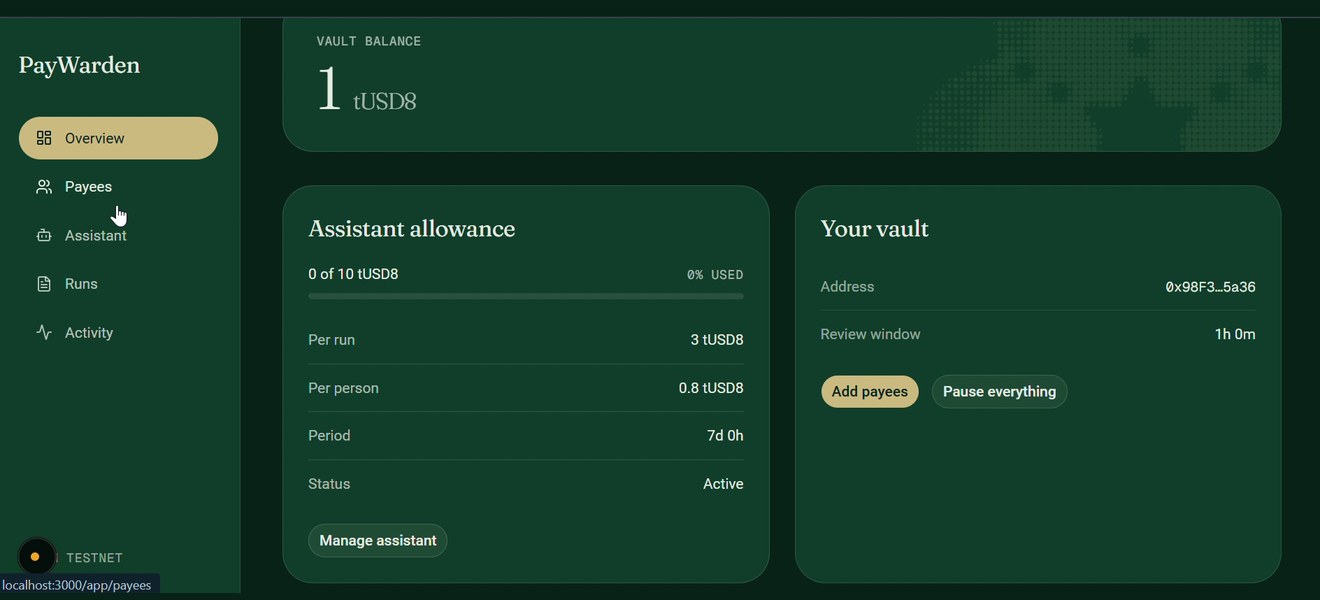 PayWarden
Overview
Payees
Assistant
Runs
Activity
TESTNET
localhost:3000/app/payees
VAULT BALANCE
1 tUSD8
Assistant allowance
0 of 10 tUSD8 0% USED
Per run 3 tUSD8
Per person 0.8 tUSD8
Period 7d 0h
Status Active
Manage assistant
Your vault
Address 0x98F3…5a36
Review window 1h 0m
Add payees Pause everything